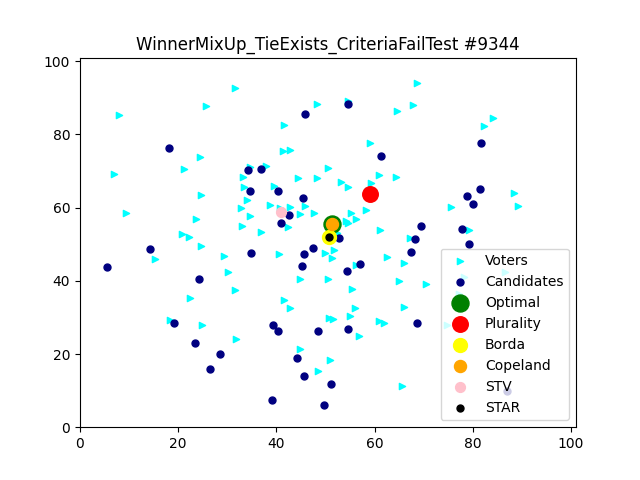 WinnerMixUp_TieExists_CriteriaFailTest #9344
100
80
60
40
20
0
0
20
40
60
80
100
Voters
Candidates
Optimal
Plurality
Borda
Copeland
STV
STAR